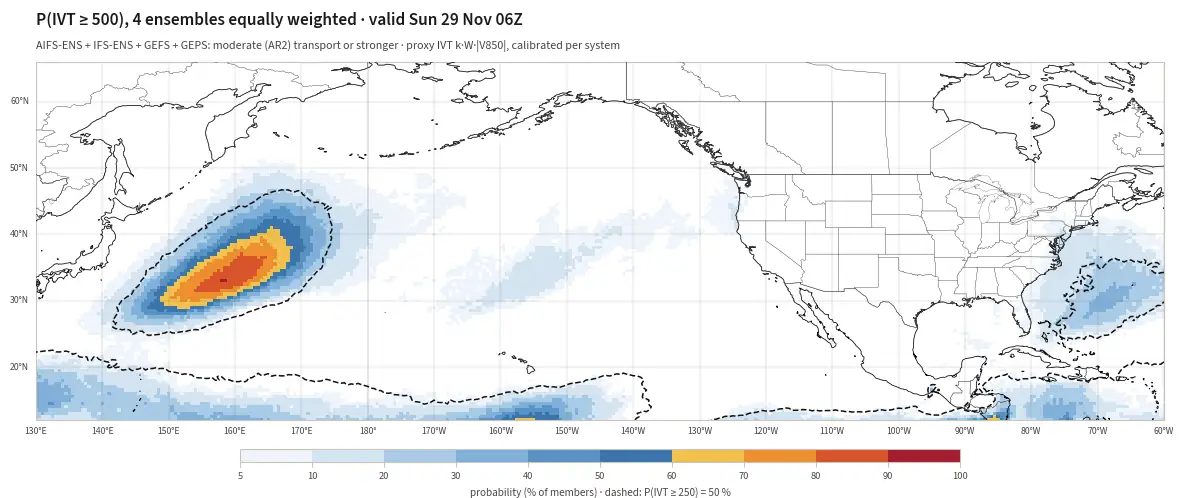 P(IVT ≥ 500), 4 ensembles equally weighted · valid Sun 29 Nov 06Z
AIFS-ENS + IFS-ENS + GEFS + GEPS: moderate (AR2) transport or stronger · proxy IVT k·W·|V850|, calibrated per system
60°N
50°N
40°N
30°N
20°N
130°E 140°E 150°E 160°E 170°E 180° 170°W 160°W 150°W 140°W 130°W 120°W 110°W 100°W 90°W 80°W 70°W 60°W
5 10 20 30 40 50 60 70 80 90 100
probability (% of members) · dashed: P(IVT ≥ 250) = 50 %